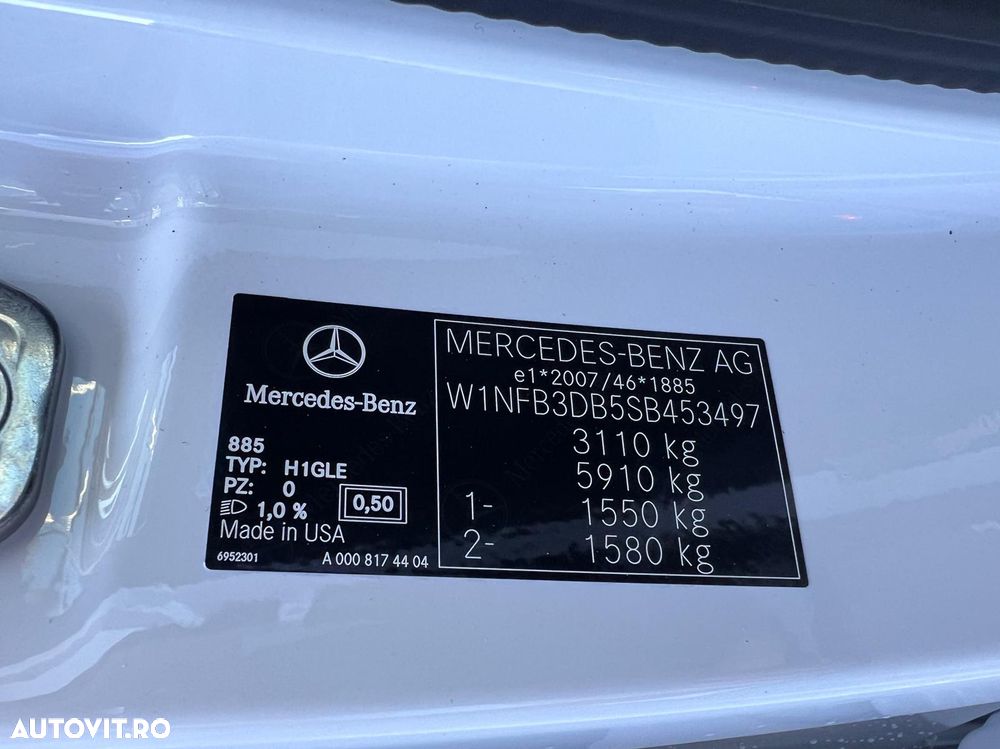 Mercedes-Benz
885
TYP: H1GLE
PZ: 0
1,0 % 0,50
Made in USA
6952301 A 000 817 44 04
MERCEDES-BENZ AG
e1*2007/46*1885
W1NFB3DB5SB453497
3110 kg
5910 kg
1- 1550 kg
2- 1580 kg
AUTOVIT.RO